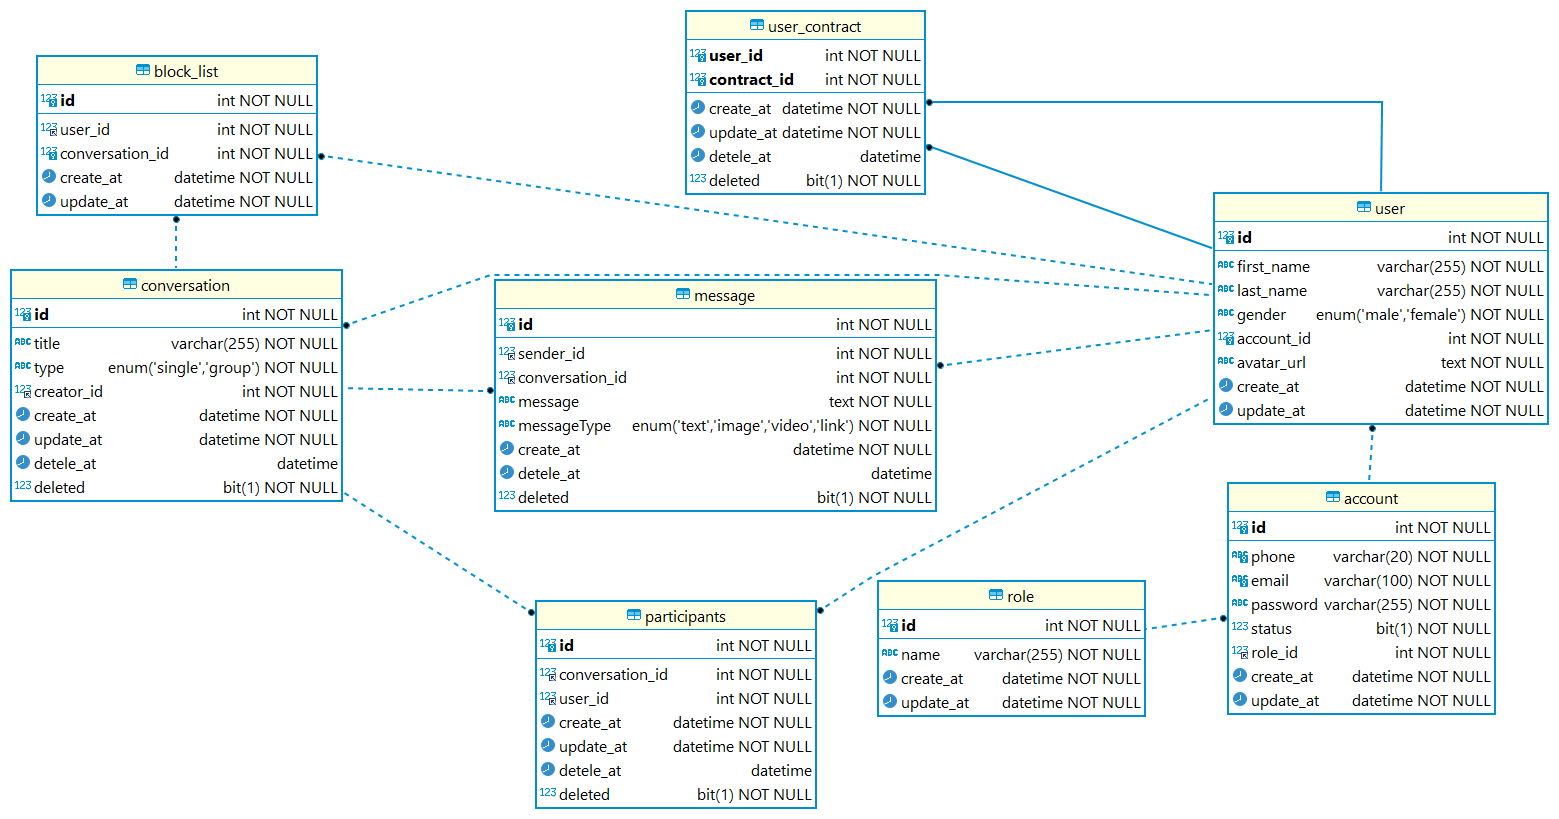 user_contract
user_id int NOT NULL
contract_id int NOT NULL
create_at datetime NOT NULL
update_at datetime NOT NULL
detele_at datetime
deleted bit(1) NOT NULL
block_list
id int NOT NULL
user_id int NOT NULL
conversation_id int NOT NULL
create_at datetime NOT NULL
update_at datetime NOT NULL
user
id int NOT NULL
first_name varchar(255) NOT NULL
last_name varchar(255) NOT NULL
gender enum('male','female') NOT NULL
account_id int NOT NULL
avatar_url text NOT NULL
create_at datetime NOT NULL
update_at datetime NOT NULL
conversation
id int NOT NULL
title varchar(255) NOT NULL
type enum('single','group') NOT NULL
creator_id int NOT NULL
create_at datetime NOT NULL
update_at datetime NOT NULL
detele_at datetime
deleted bit(1) NOT NULL
message
id int NOT NULL
sender_id int NOT NULL
conversation_id int NOT NULL
message text NOT NULL
messageType enum('text','image','video','link') NOT NULL
create_at datetime NOT NULL
detele_at datetime
deleted bit(1) NOT NULL
account
id int NOT NULL
phone varchar(20) NOT NULL
email varchar(100) NOT NULL
password varchar(255) NOT NULL
status bit(1) NOT NULL
role_id int NOT NULL
create_at datetime NOT NULL
update_at datetime NOT NULL
role
id int NOT NULL
name varchar(255) NOT NULL
create_at datetime NOT NULL
update_at datetime NOT NULL
participants
id int NOT NULL
conversation_id int NOT NULL
user_id int NOT NULL
create_at datetime NOT NULL
update_at datetime NOT NULL
detele_at datetime
deleted bit(1) NOT NULL